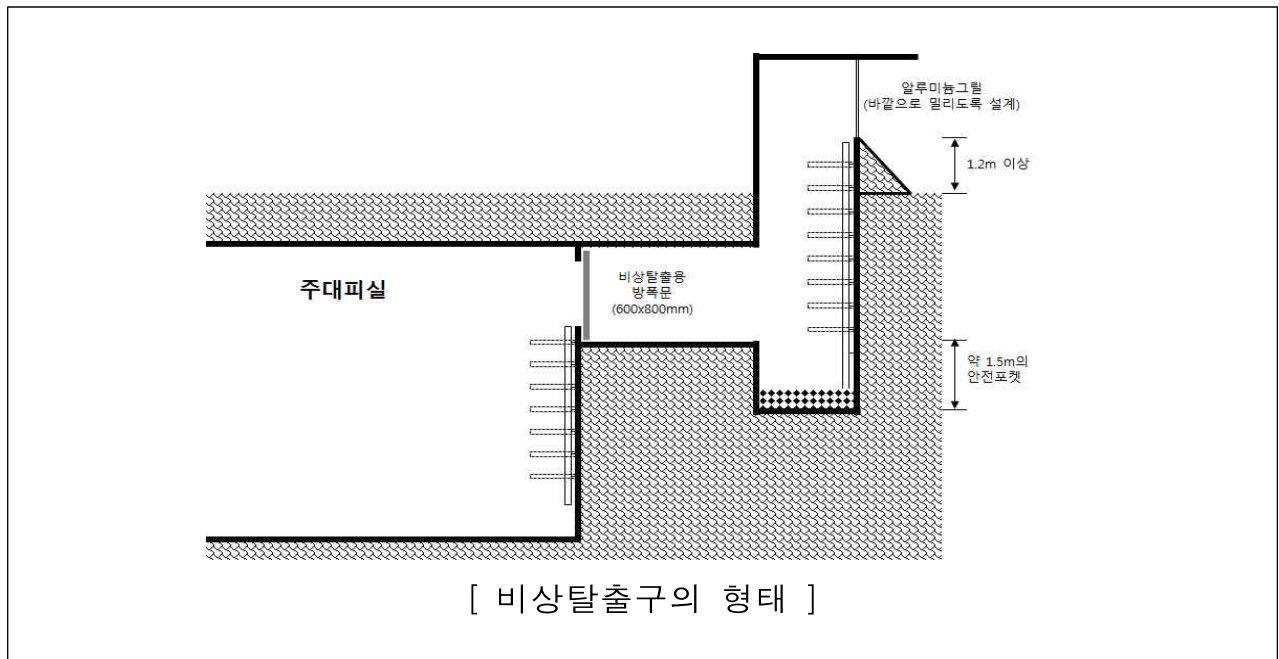 알루미늄그릴
(바깥으로 밀리도록 설계)
1.2m 이상
주대피실
비상탈출용
방폭문
(600x800mm)
약 1.5m의
안전포켓
[ 비상탈출구의 형태 ]